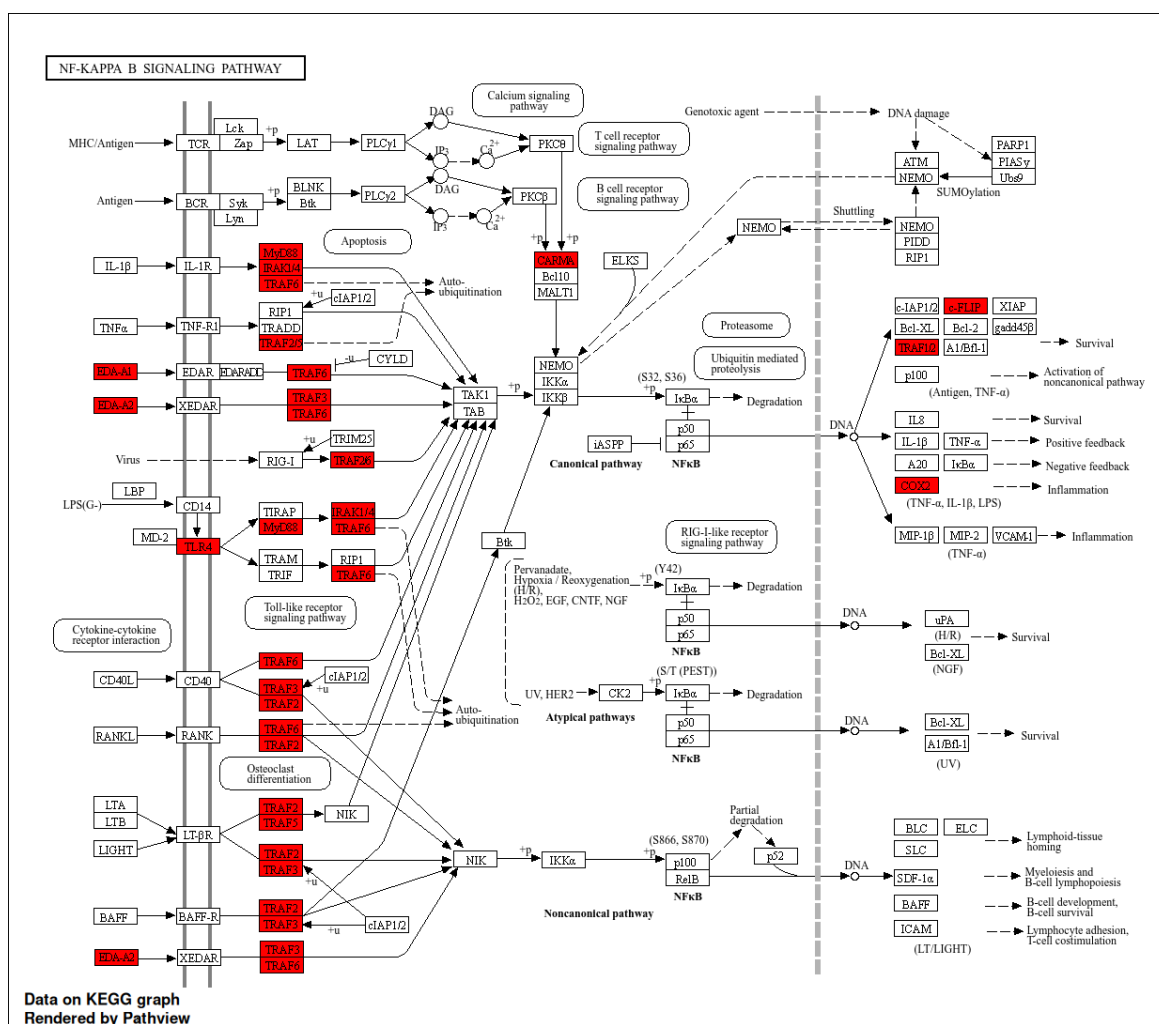 NF-KAPPA B SIGNALING PATHWAY
MHC/Antigen
TCR
Lck
Zap
+p
LAT
PLCγ1
DAG
IP3
Ca2+
PKCθ
Calcium signaling
pathway
T cell receptor
signaling pathway
Antigen
BCR
Syk
Lyn
+p
BLNK
Btk
PLCγ2
DAG
IP3
Ca2+
PKCβ
B cell receptor
signaling pathway
+p
+p
CARMA
Bcl10
MALT1
ELKS
Genotoxic agent
DNA damage
ATM
NEMO
PARP1
PIASy
Ubs9
SUMOylation
Shuttling
NEMO
NEMO
PIDD
RIP1
Apoptosis
IL-1β
IL-1R
MyD88
IRAK1/4
TRAF6
Auto-
ubiquitination
TNFα
TNF-R1
RIP1
TRADD
TRAF2/5
+u
cIAP1/2
EDA-A1
EDAR
EDARADD
TRAF6
-u
CYLD
EDA-A2
XEDAR
TRAF3
TRAF6
TAK1
TAB
+p
NEMO
IKKα
IKKβ
Proteasome
Ubiquitin mediated
proteolysis
(S32, S36)
+p
IκBα
Degradation
p50
p65
NFκB
iASPP
Canonical pathway
DNA
c-IAP1/2
c-FLIP
XIAP
Bcl-XL
Bcl-2
gadd45β
TRAF1/2
A1/Bfl-1
Survival
p100
Activation of
noncanonical pathway
(Antigen, TNF-α)
IL8
Survival
IL-1β
TNF-α
Positive feedback
A20
IκBα
Negative feedback
COX2
Inflammation
(TNF-α, IL-1β, LPS)
MIP-1β
MIP-2
VCAM-1
Inflammation
(TNF-α)
Virus
RIG-I
+u
TRIM25
TRAF26
LPS(G-)
LBP
CD14
MD-2
TLR4
TIRAP
MyD88
IRAK1/4
TRAF6
TRAM
TRIF
RIP1
TRAF6
Btk
RIG-I-like receptor
signaling pathway
Pervanadate,
Hypoxia / Reoxygenation
(H/R),
H2O2, EGF, CNTF, NGF
+p
(Y42)
IκBα
Degradation
p50
p65
NFκB
DNA
uPA
(H/R)
Bcl-XL
(NGF)
Survival
Toll-like receptor
signaling pathway
Cytokine-cytokine
receptor interaction
CD40L
CD40
TRAF6
TRAF3
TRAF2
+u
cIAP1/2
Auto-
ubiquitination
RANKL
RANK
TRAF6
TRAF2
UV, HER2
CK2
+p
(S/T (PEST))
IκBα
Degradation
Atypical pathways
p50
p65
NFκB
DNA
Bcl-XL
A1/Bfl-1
(UV)
Survival
Osteoclast
differentiation
LTA
LTB
LIGHT
LT-βR
TRAF2
TRAF5
NIK
TRAF2
TRAF3
+u
NIK
+p
IKKα
+p
(S866, S870)
p100
RelB
NFκB
Partial
degradation
p52
DNA
Noncanonical pathway
BLC
ELC
SLC
Lymphoid-tissue
homing
SDF-1α
Myeloiesis and
B-cell lymphopoiesis
BAFF
B-cell development,
B-cell survival
ICAM
Lymphocyte adhesion,
T-cell costimulation
(LT/LIGHT)
BAFF
BAFF-R
TRAF2
TRAF3
+u
cIAP1/2
EDA-A2
XEDAR
TRAF3
TRAF6
Data on KEGG graph
Rendered by Pathview